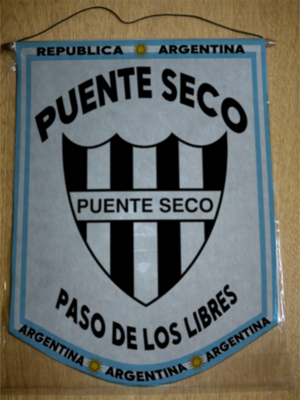 REPUBLICA ARGENTINA
PUENTE SECO
PUENTE SECO
PASO DE LOS LIBRES
ARGENTINA ARGENTINA ARGENTINA